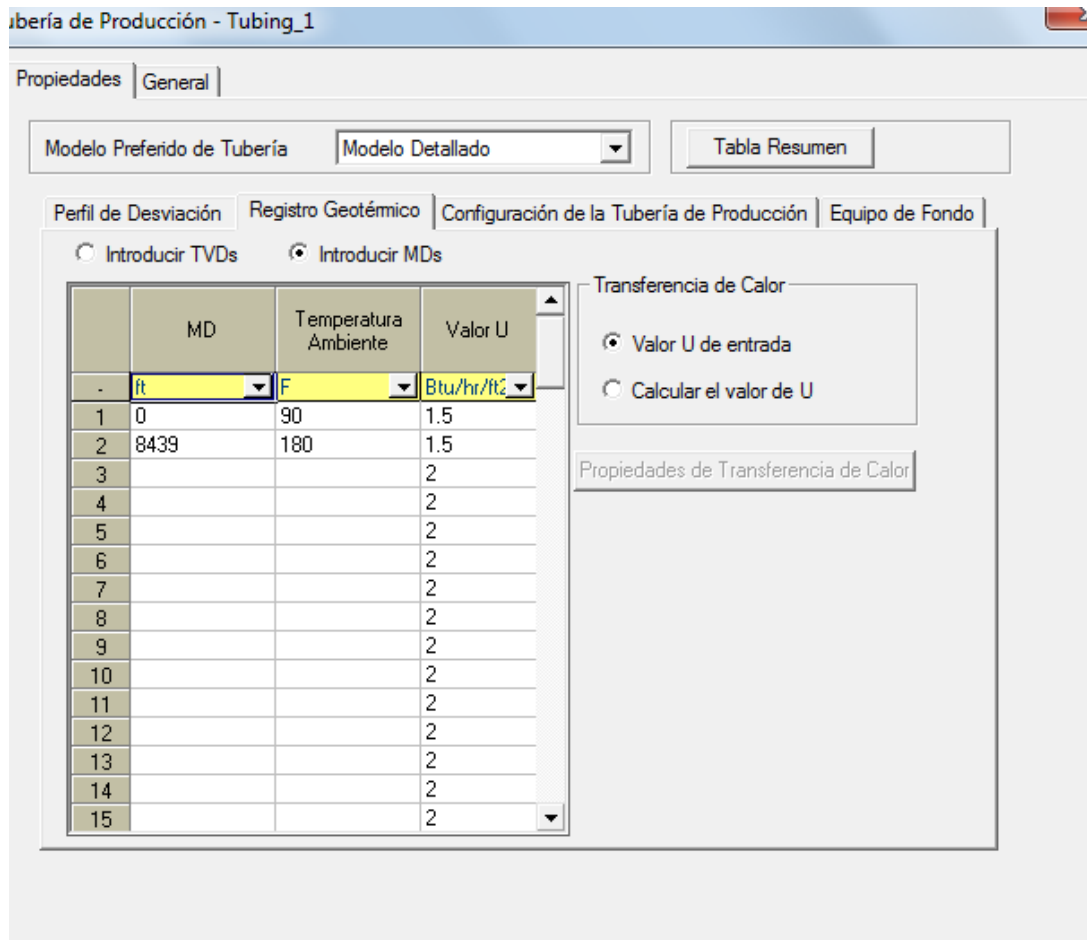 ubería de Producción - Tubing_1
Propiedades General
Modelo Preferido de Tubería Modelo Detallado Tabla Resumen
Perfil de Desviación Registro Geotérmico Configuración de la Tubería de Producción Equipo de Fondo
Introducir TVDs Introducir MDs
Transferencia de Calor
MD Temperatura Ambiente Valor U
Valor U de entrada
- ft F Btu/hr/ft2
Calcular el valor de U
1 0 90 1.5
2 8439 180 1.5
3 2
Propiedades de Transferencia de Calor
4 2
5 2
6 2
7 2
8 2
9 2
10 2
11 2
12 2
13 2
14 2
15 2